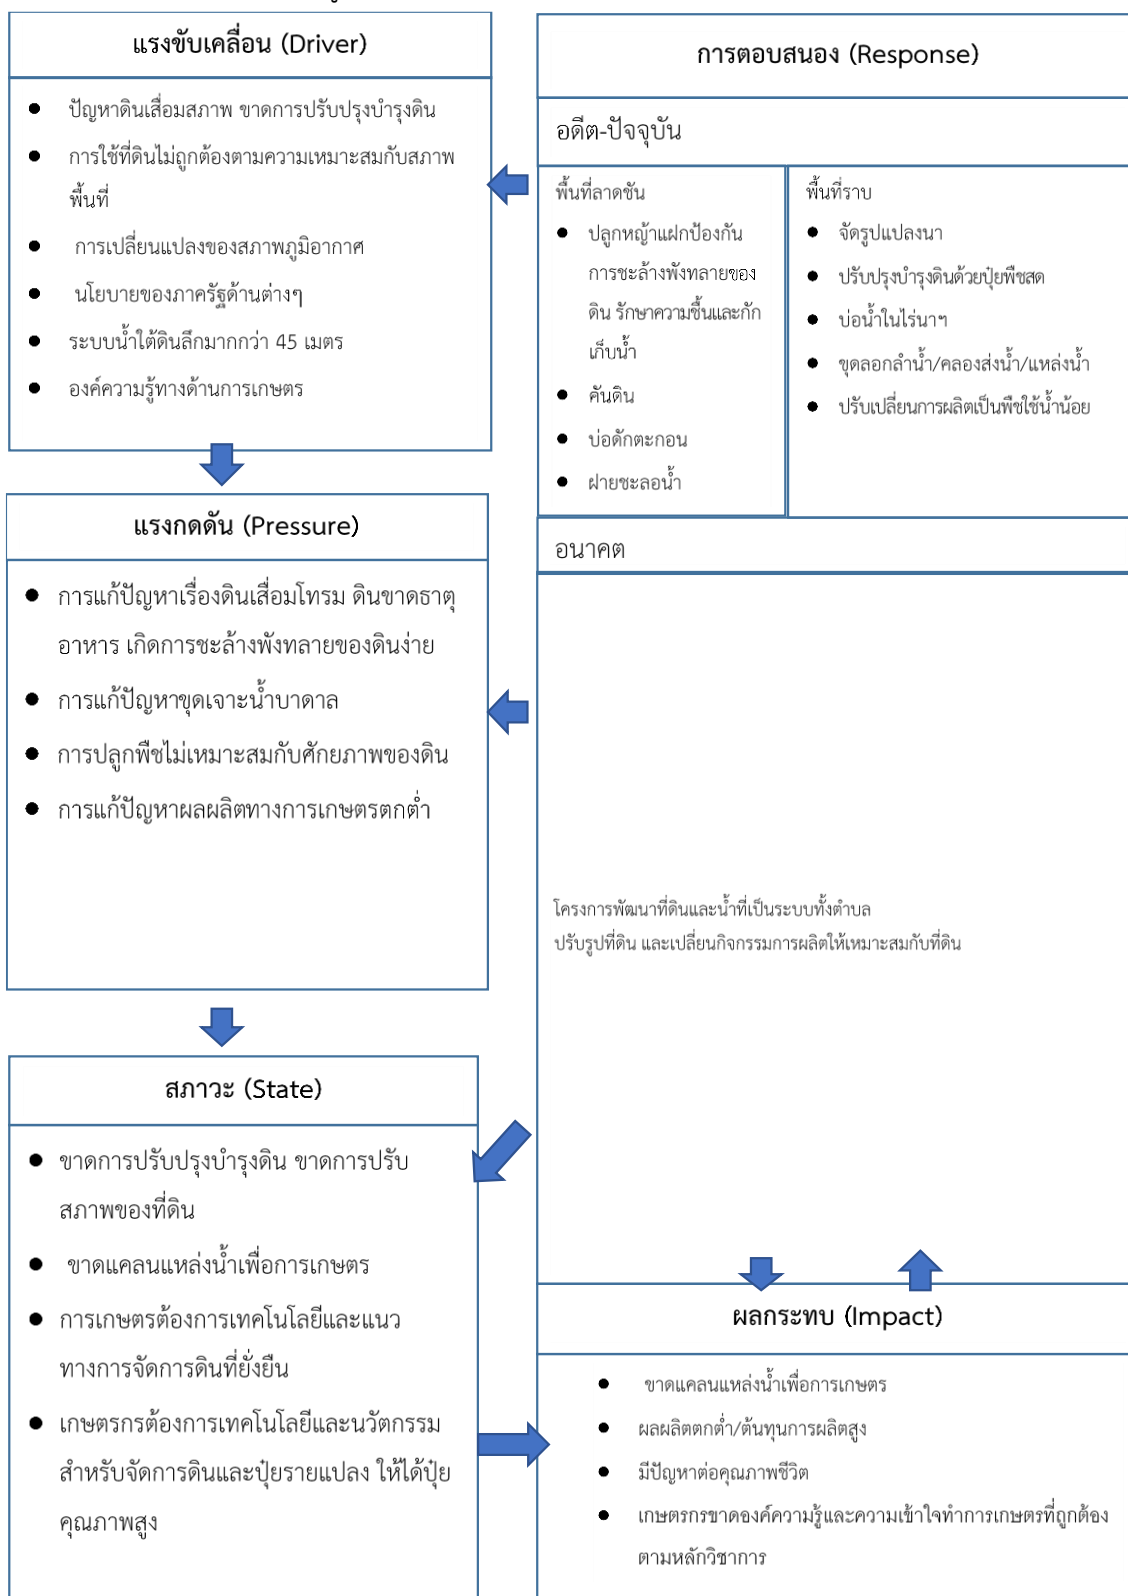 แรงขับเคลื่อน (Driver)
● ปัญหาดินเสื่อมสภาพ ขาดการปรับปรุงบำรุงดิน
● การใช้ที่ดินไม่ถูกต้องตามความเหมาะสมกับสภาพ
พื้นที่
● การเปลี่ยนแปลงของสภาพภูมิอากาศ
● นโยบายของภาครัฐด้านต่างๆ
● ระบบน้ำใต้ดินลึกมากกว่า 45 เมตร
● องค์ความรู้ทางด้านการเกษตร
แรงกดดัน (Pressure)
● การแก้ปัญหาเรื่องดินเสื่อมโทรม ดินขาดธาตุ
อาหาร เกิดการชะล้างพังทลายของดินง่าย
● การแก้ปัญหาขุดเจาะน้ำบาดาล
● การปลูกพืชไม่เหมาะสมกับศักยภาพของดิน
● การแก้ปัญหาผลผลิตทางการเกษตรตกต่ำ
สภาวะ (State)
● ขาดการปรับปรุงบำรุงดิน ขาดการปรับ
สภาพของที่ดิน
● ขาดแคลนแหล่งน้ำเพื่อการเกษตร
● การเกษตรต้องการเทคโนโลยีและแนว
ทางการจัดการดินที่ยั่งยืน
● เกษตรกรต้องการเทคโนโลยีและนวัตกรรม
สำหรับจัดการดินและปุ๋ยรายแปลง ให้ได้ปุ๋ย
คุณภาพสูง
การตอบสนอง (Response)
อดีต-ปัจจุบัน
พื้นที่ลาดชัน
● ปลูกหญ้าแฝกป้องกัน
การชะล้างพังทลายของ
ดิน รักษาความชื้นและกัก
เก็บน้ำ
● คันดิน
● บ่อดักตะกอน
● ฝายชะลอน้ำ
พื้นที่ราบ
● จัดรูปแปลงนา
● ปรับปรุงบำรุงดินด้วยปุ๋ยพืชสด
● บ่อน้ำในไร่นาฯ
● ขุดลอกลำน้ำ/คลองส่งน้ำ/แหล่งน้ำ
● ปรับเปลี่ยนการผลิตเป็นพืชใช้น้ำน้อย
อนาคต
โครงการพัฒนาที่ดินและน้ำที่เป็นระบบทั้งตำบล
ปรับรูปที่ดิน และเปลี่ยนกิจกรรมการผลิตให้เหมาะสมกับที่ดิน
ผลกระทบ (Impact)
● ขาดแคลนแหล่งน้ำเพื่อการเกษตร
● ผลผลิตตกต่ำ/ต้นทุนการผลิตสูง
● มีปัญหาต่อคุณภาพชีวิต
● เกษตรกรขาดองค์ความรู้และความเข้าใจทำการเกษตรที่ถูกต้อง
ตามหลักวิชาการ